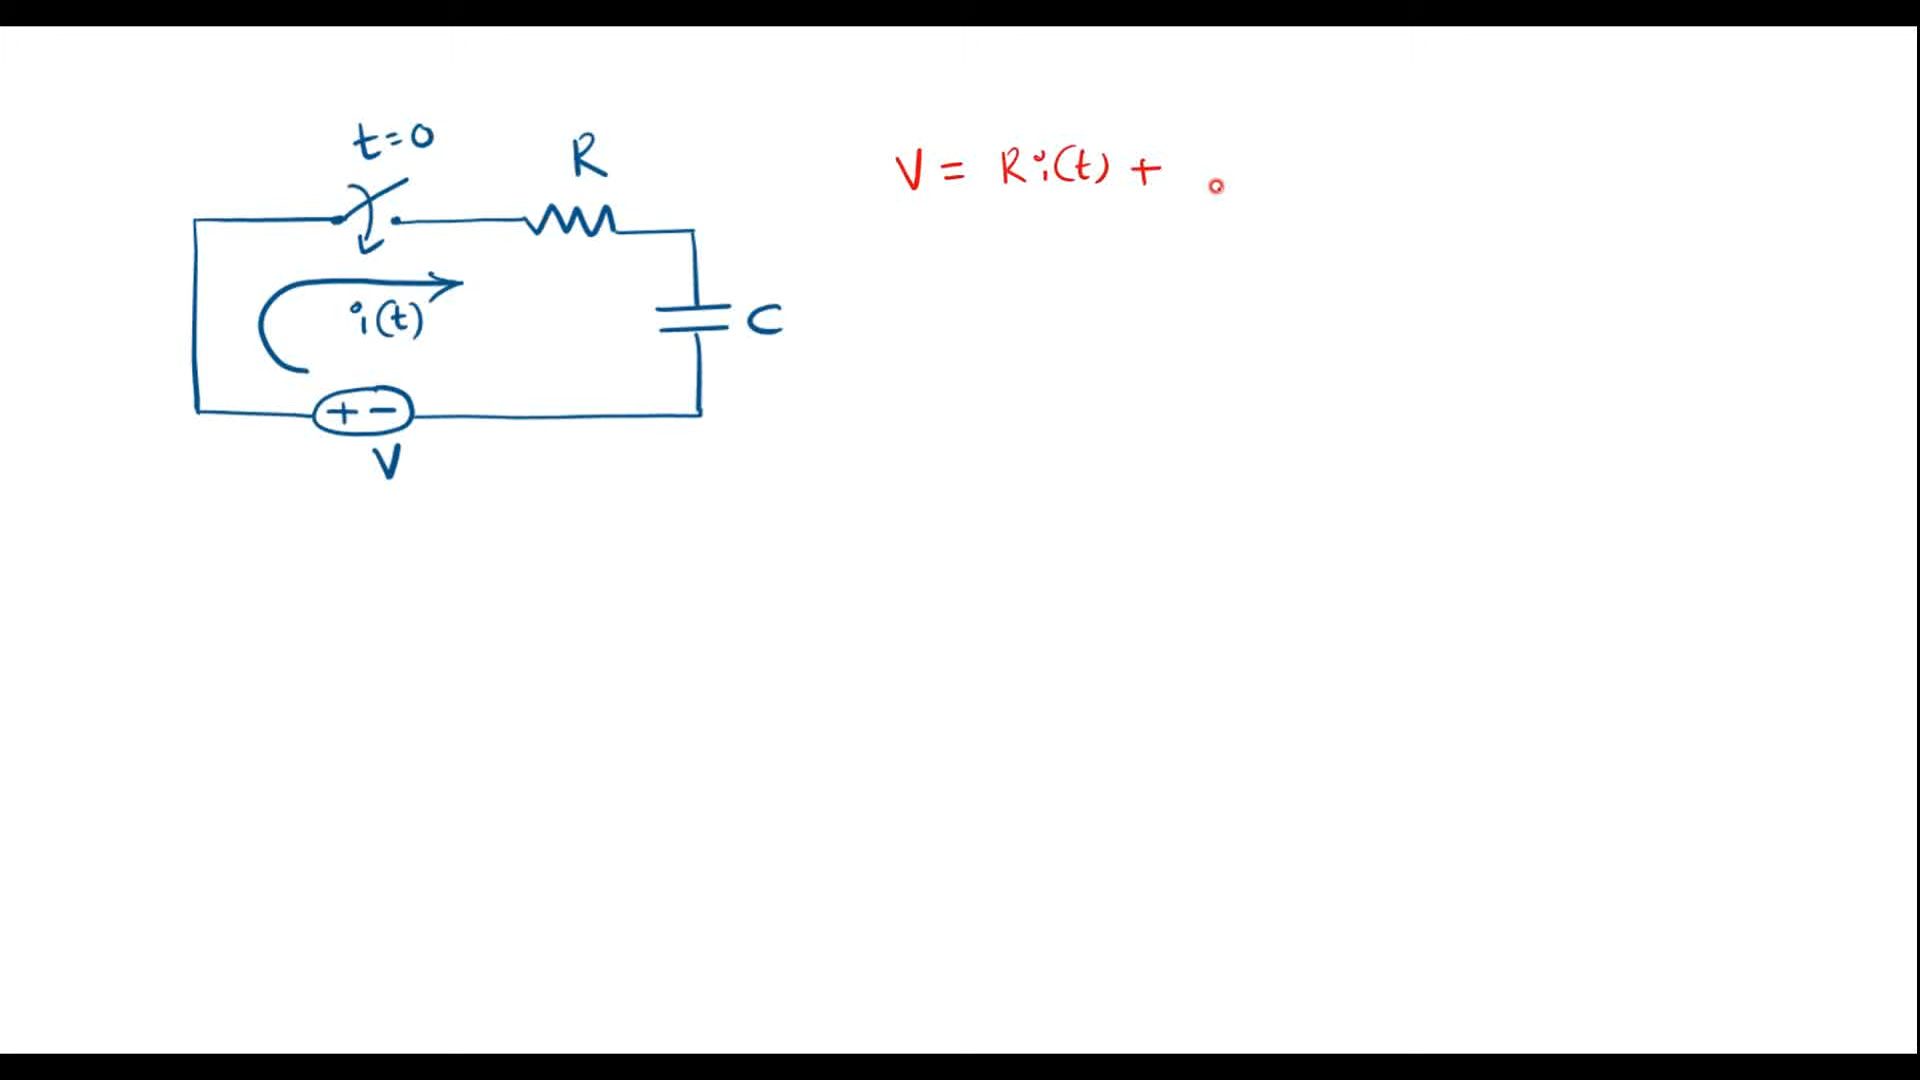 t=0
R
V = Ri(t) +
i(t)
C
+ -
V